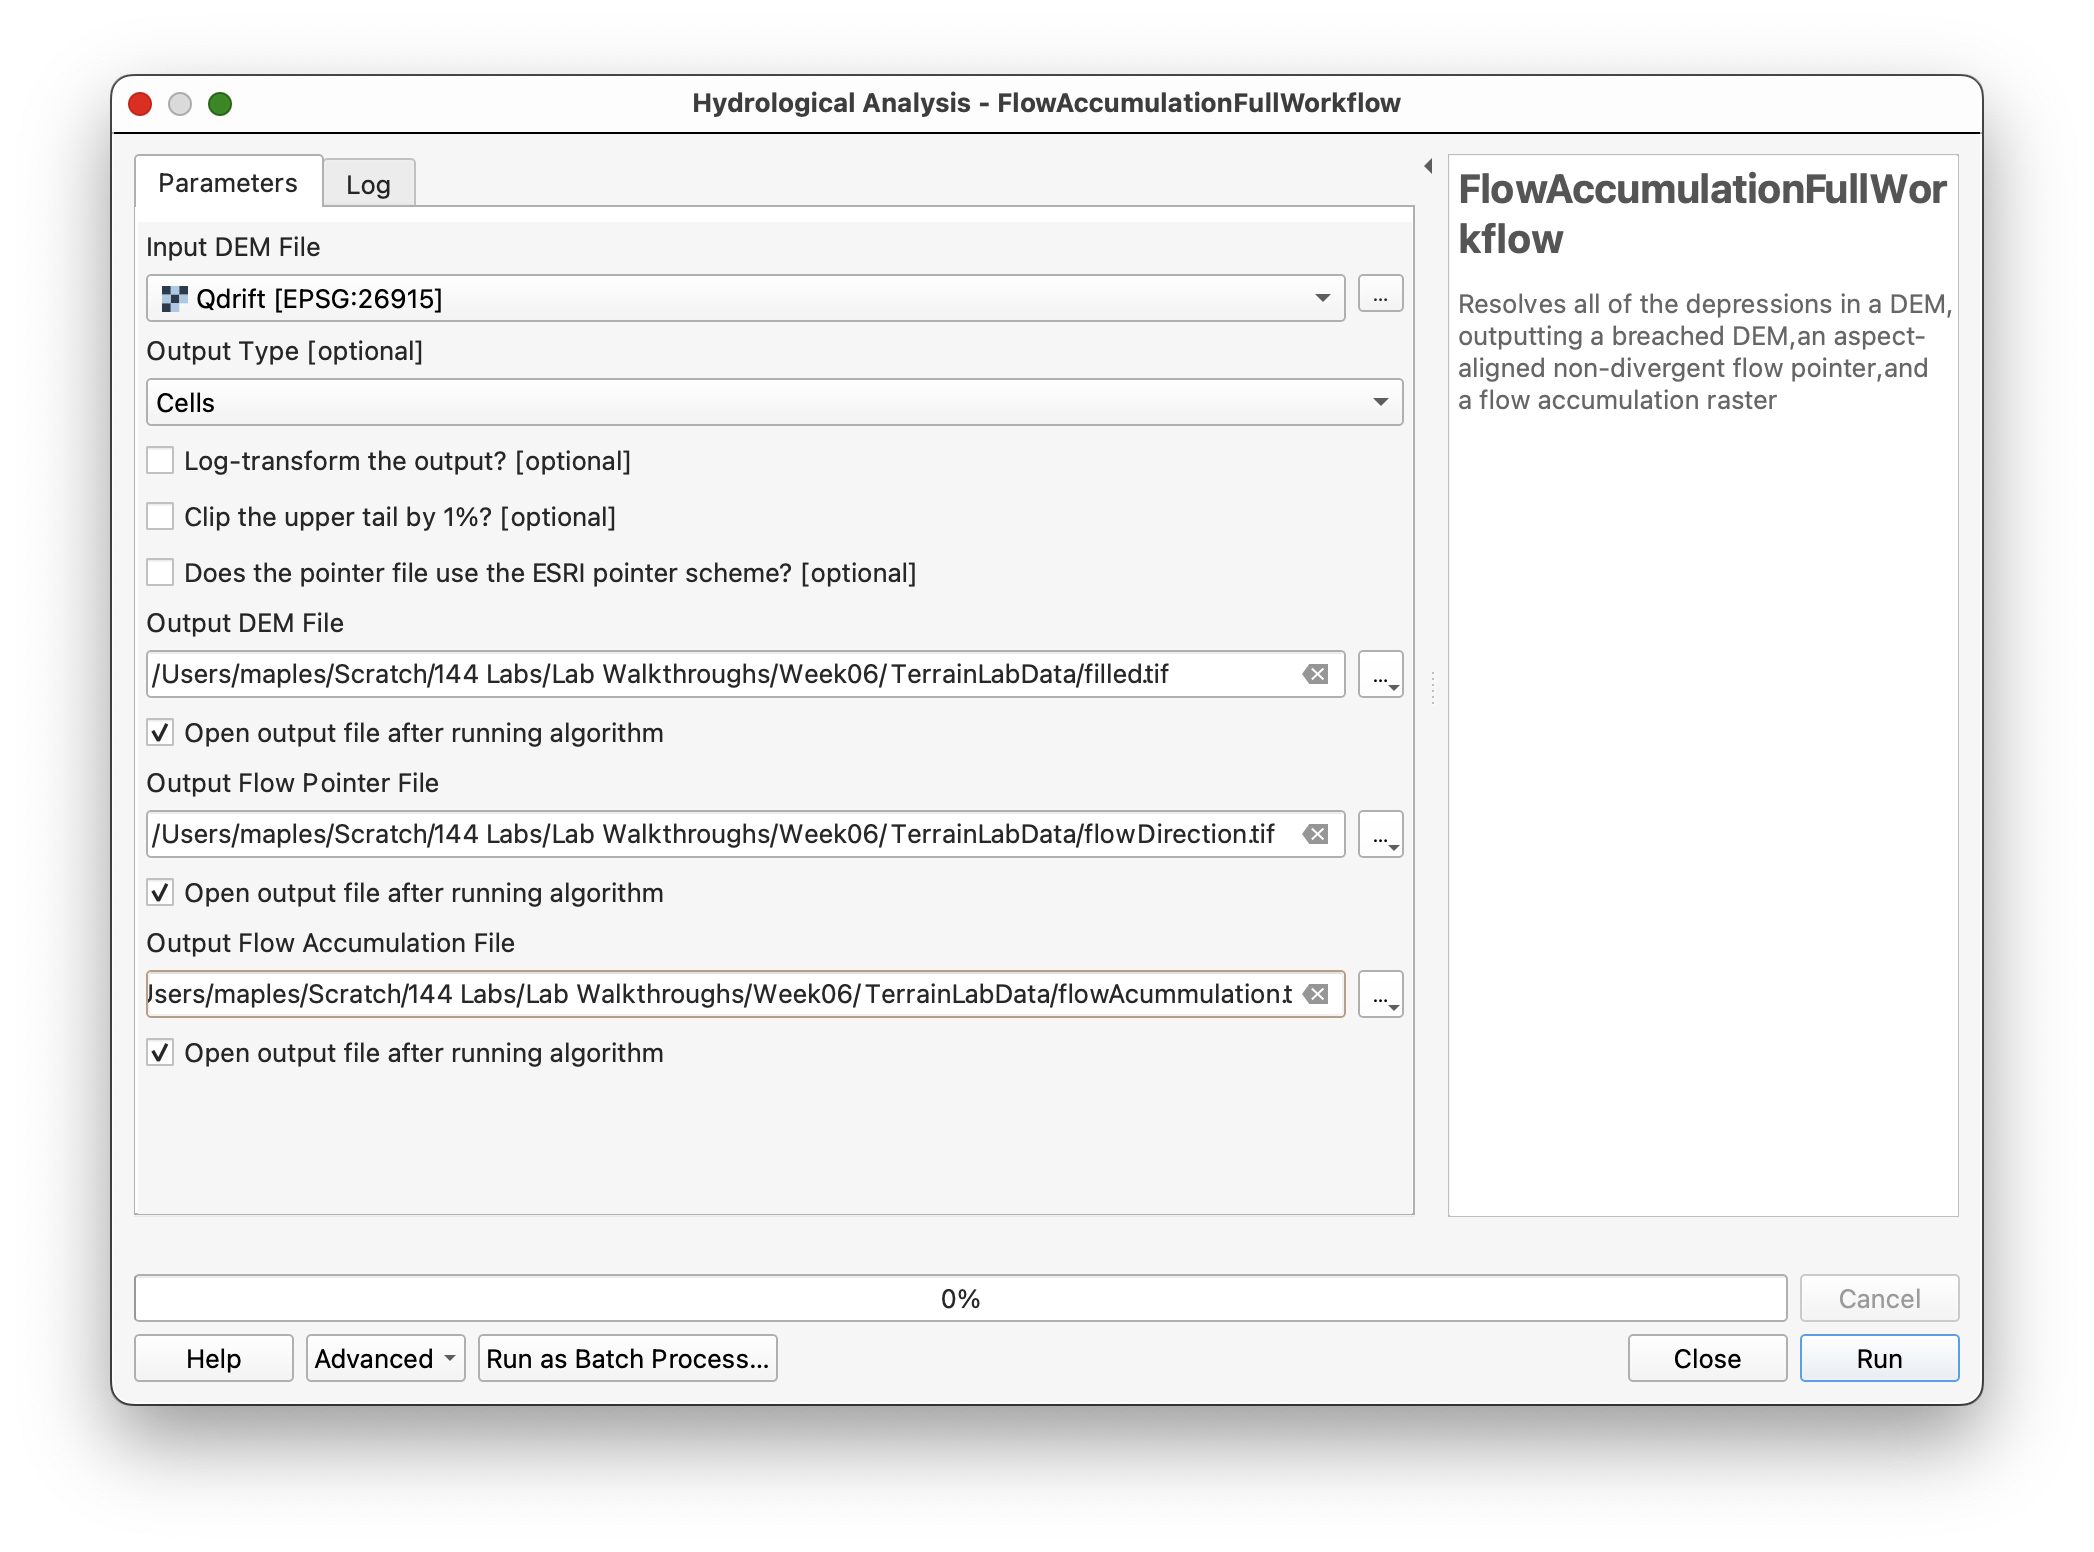 Hydrological Analysis - FlowAccumulationFullWorkflow
Parameters
Log
Input DEM File
Qdrift [EPSG:26915]
...
Output Type [optional]
Cells
Log-transform the output? [optional]
Clip the upper tail by 1%? [optional]
Does the pointer file use the ESRI pointer scheme? [optional]
Output DEM File
/Users/maples/Scratch/144 Labs/Lab Walkthroughs/Week06/TerrainLabData/filled.tif
...
Open output file after running algorithm
Output Flow Pointer File
/Users/maples/Scratch/144 Labs/Lab Walkthroughs/Week06/TerrainLabData/flowDirection.tif
...
Open output file after running algorithm
Output Flow Accumulation File
Users/maples/Scratch/144 Labs/Lab Walkthroughs/Week06/TerrainLabData/flowAcummulation.t
...
Open output file after running algorithm
FlowAccumulationFullWor
kflow
Resolves all of the depressions in a DEM,
outputting a breached DEM,an aspect-
aligned non-divergent flow pointer,and
a flow accumulation raster
0%
Cancel
Help
Advanced
Run as Batch Process...
Close
Run